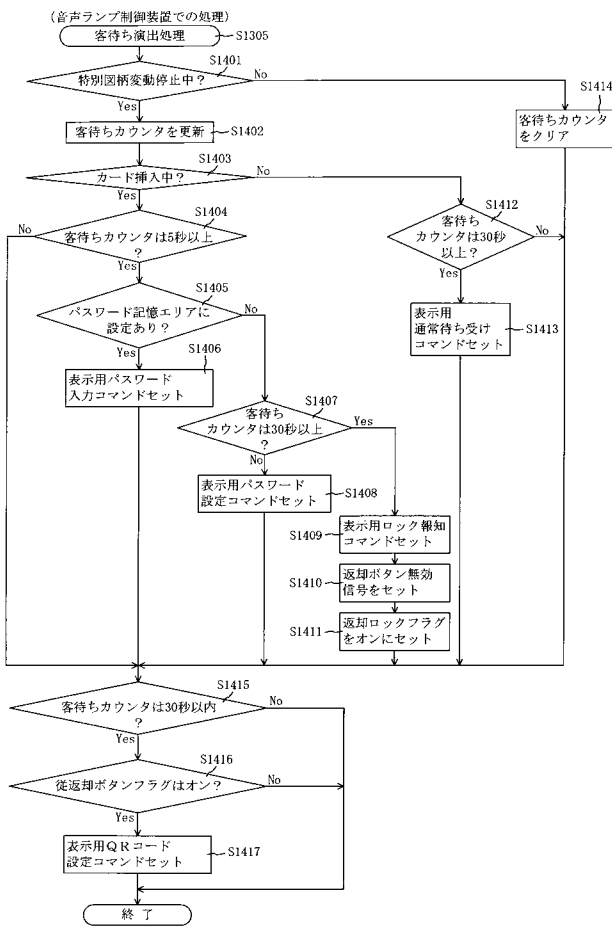 （音声ランプ制御装置での処理）
客待ち演出処理
S1305
特別図柄変動停止中？
S1401
No
Yes
S1414
客待ちカウンタ
をクリア
客待ちカウンタを更新
S1402
カード挿入中？
S1403
No
Yes
客待ちカウンタは5秒以上
？
S1404
No
Yes
客待ち
カウンタは30秒
以上？
S1412
No
Yes
表示用
通常待ち受け
コマンドセット
S1413
パスワード記憶エリアに
設定あり？
S1405
No
Yes
表示用パスワード
入力コマンドセット
S1406
客待ち
カウンタは30秒以上
？
S1407
Yes
No
表示用パスワード
設定コマンドセット
S1408
S1409
表示用ロック報知
コマンドセット
S1410
返却ボタン無効
信号をセット
S1411
返却ロックフラグ
をオンにセット
客待ちカウンタは30秒以内
？
S1415
No
Yes
従返却ボタンフラグはオン？
S1416
No
Yes
表示用QRコード
設定コマンドセット
S1417
終 了